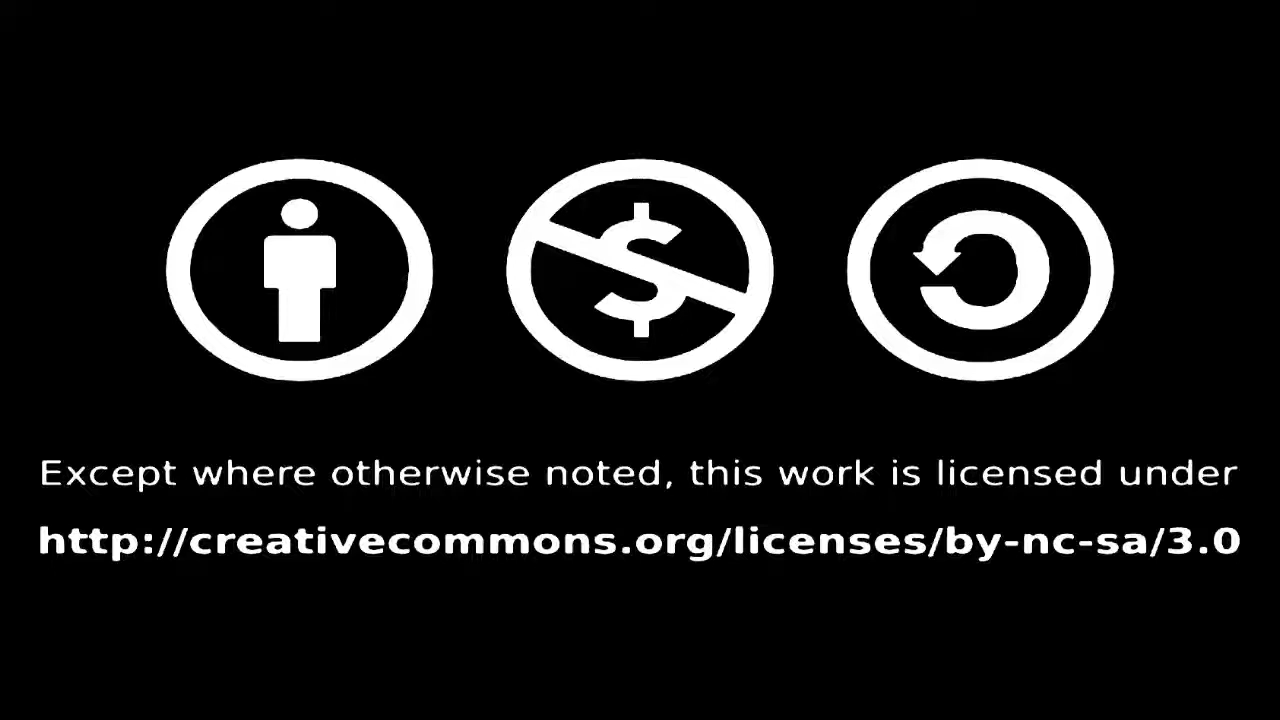 Except where otherwise noted, this work is licensed under
http://creativecommons.org/licenses/by-nc-sa/3.0